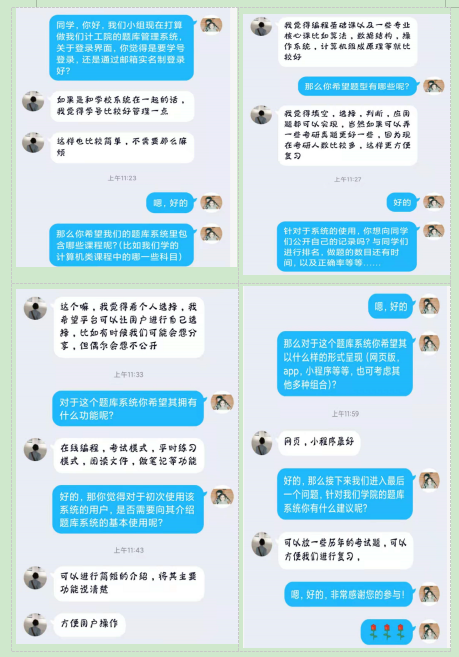 同学，你好，我们小组现在打算
做我们计工院的题库管理系统，
关于登录界面，你觉得是要学号
登录，还是通过邮箱实名制登录
好？
如果是和学校系统在一起的话，
我觉得学号比较好管理一点
这样也比较简单，不需要那么麻
烦
上午11:23
嗯，好的
那么你希望我们的题库系统里包
含哪些课程呢？(比如我们学的
计算机类课程中的哪一些科目)
我觉得编程基础课以及一些专业
核心课比如算法，数据结构，操
作系统，计算机组成原理等就比
较好
那么你希望题型有哪些呢？
我觉得填空，选择，判断，应用
题都可以实现，当然如果可以弄
一些考研真题更好一些，因为现
在考研人数比较多，这样更方便
复习
上午11:27
好的
针对于系统的使用，你想向同学
们公开自己的记录吗？与同学们
进行排名，做题的数目还有时
间，以及正确率等等......
这个嘛，我觉得看个人选择，我
希望平台可以让用户进行自己选
择，比如有时候我们可能会想分
享，但偶尔会想不公开
上午11:33
对于这个题库系统你希望其拥有
什么功能呢？
在线编程，考试模式，平时练习
模式，阅读文件，做笔记等功能
好的，那你觉得对于初次使用该
系统的用户，是否需要向其介绍
题库系统的基本使用呢？
上午11:43
可以进行简短的介绍，将其主要
功能说清楚
方便用户操作
嗯，好的
那么对于这个题库系统你希望其
以什么样的形式呈现 (网页版，
app，小程序等等，也可考虑其
他多种组合)？
上午11:59
网页，小程序最好
好的，那么接下来我们进入最后
一个问题，针对我们学院的题库
系统你有什么建议呢？
可以放一些历年的考试题，可以
方便我们进行复习，
嗯，好的，非常感谢您的参与！